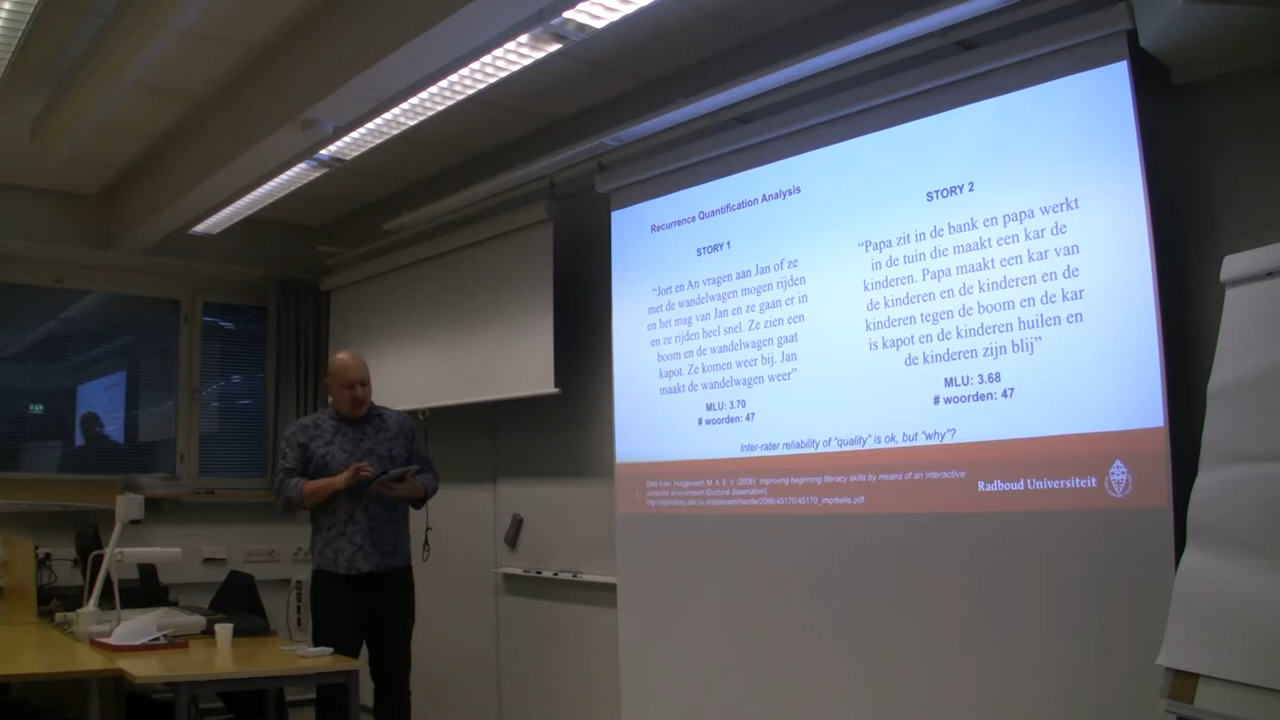 Recurrence Quantification Analysis
STORY 1
“Jort en An vragen aan Jan of ze
met de wandelwagen mogen rijden
en het mag van Jan en ze gaan er in
en ze rijden heel snel. Ze zien een
boom en de wandelwagen gaat
kapot. Ze komen weer bij. Jan
maakt de wandelwagen weer”
MLU: 3.70
# woorden: 47
STORY 2
“Papa zit in de bank en papa werkt
in de tuin die maakt een kar de
kinderen. Papa maakt een kar van
de kinderen en de kinderen en de
kinderen tegen de boom en de kar
is kapot en de kinderen huilen en
de kinderen zijn blij”
MLU: 3.68
# woorden: 47
Inter-rater reliability of “quality” is ok, but “why”?
Data from: M. A. E. V. (2008). Improving beginning literacy skills by means of an interactive
computer environment (Doctoral dissertation).
Radboud Universiteit